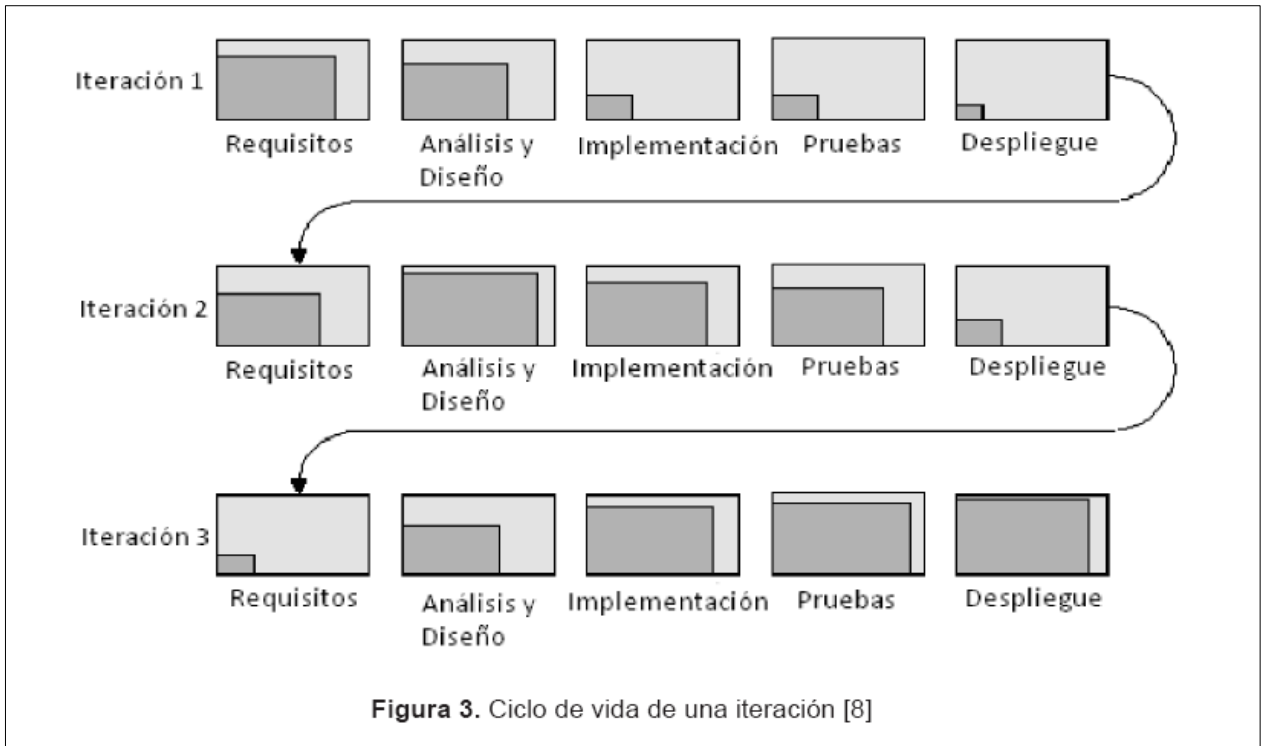 Iteración 1
Requisitos
Análisis y
Diseño
Implementación
Pruebas
Despliegue
Iteración 2
Requisitos
Análisis y
Diseño
Implementación
Pruebas
Despliegue
Iteración 3
Requisitos
Análisis y
Diseño
Implementación
Pruebas
Despliegue
Figura 3. Ciclo de vida de una iteración [8]